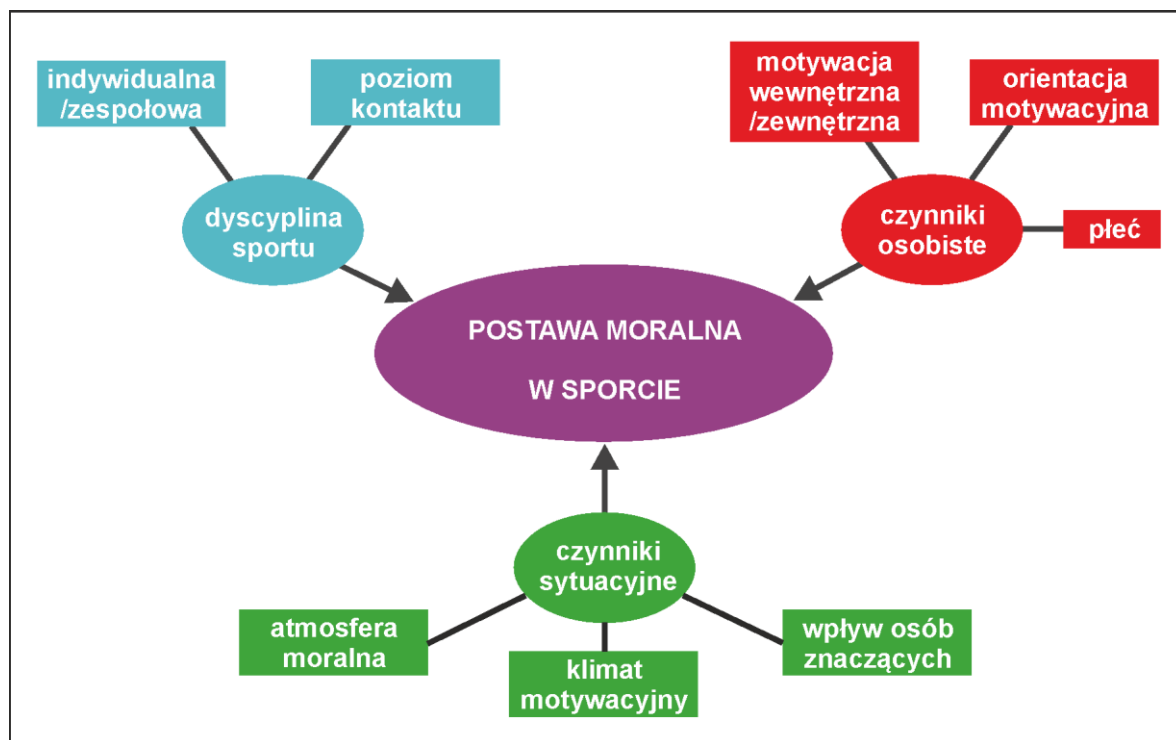 indywidualna
/zespołowa
poziom
kontaktu
dyscyplina
sportu
motywacja
wewnętrzna
/zewnętrzna
orientacja
motywacyjna
czynniki
osobiste
płeć
POSTAWA MORALNA
W SPORCIE
czynniki
sytuacyjne
atmosfera
moralna
klimat
motywacyjny
wpływ osób
znaczących